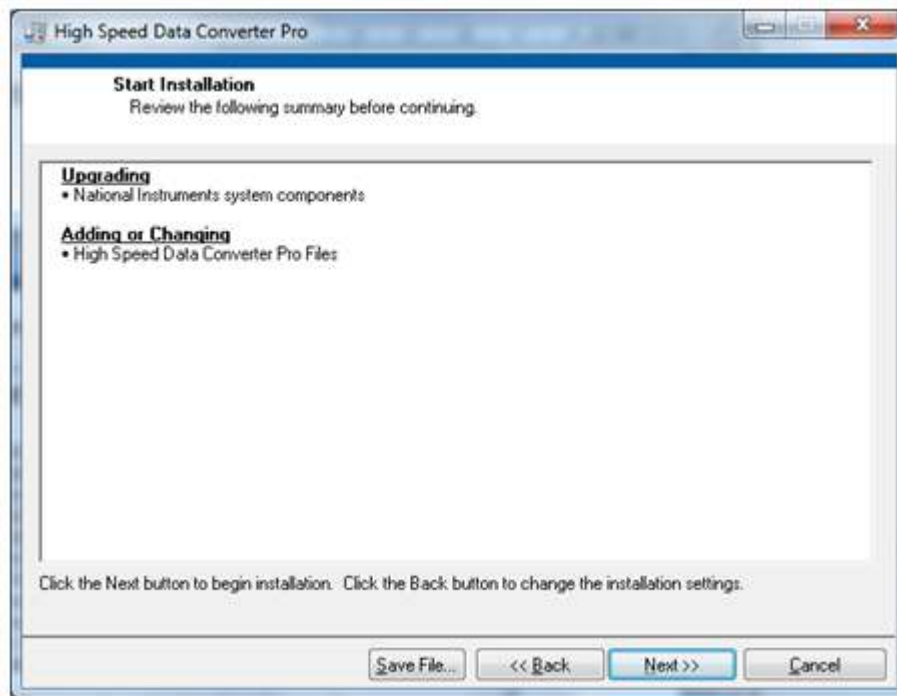 High Speed Data Converter Pro
Start Installation
Review the following summary before continuing.
Upgrading
• National Instruments system components
Adding or Changing
• High Speed Data Converter Pro Files
Click the Next button to begin installation. Click the Back button to change the installation settings.
Save File... << Back Next >> Cancel